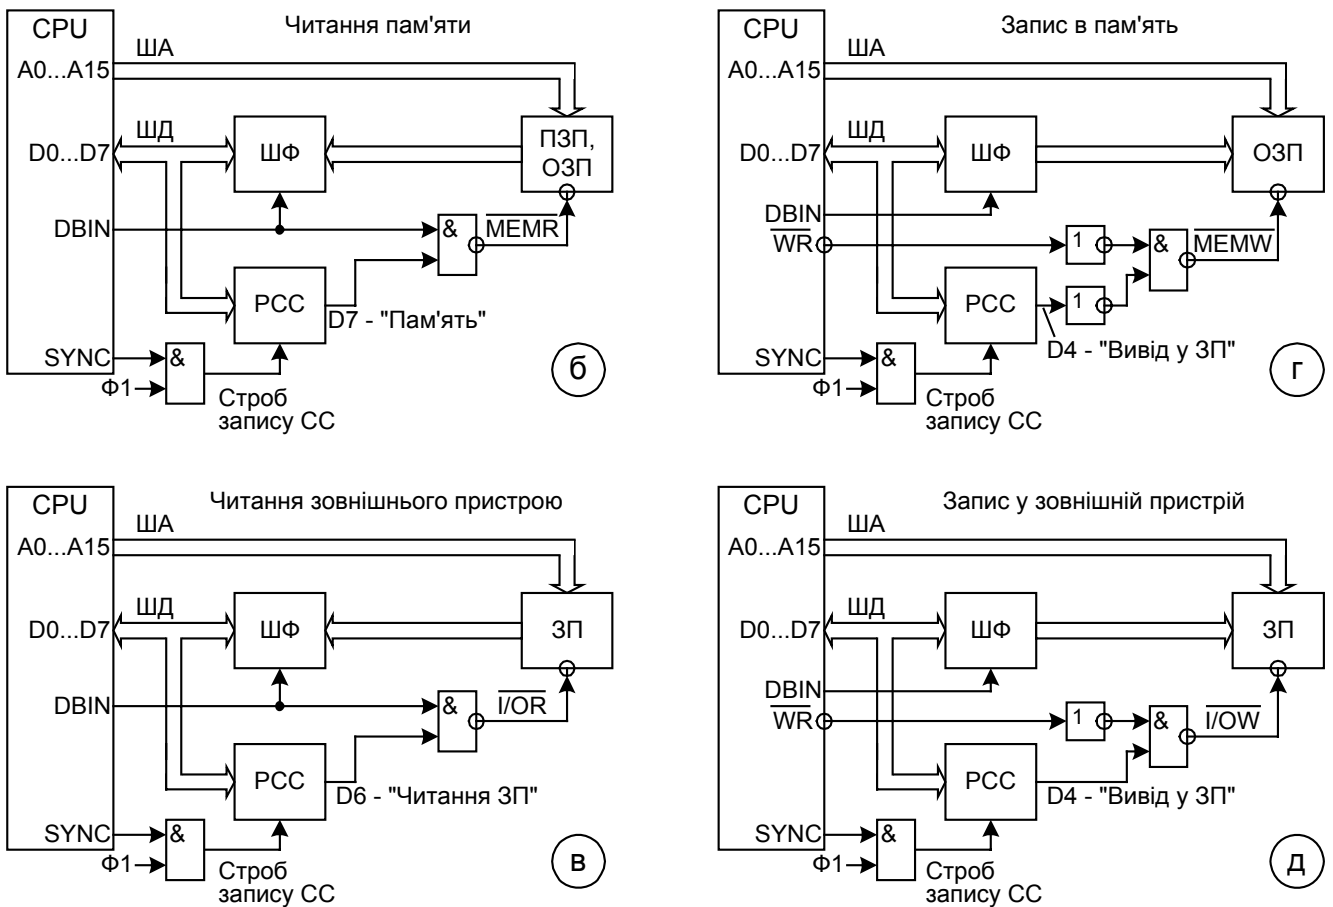 CPU
Читання пам'яти
ША
A0...A15
ШД
D0...D7
ШФ
ПЗП,
ОЗП
DBIN
&
MEMR
РСС
D7 - "Пам'ять"
SYNC
&
Ф1
Строб
запису СС
б
CPU
Запис в пам'ять
ША
A0...A15
ШД
D0...D7
ШФ
ОЗП
DBIN
WR
1
&
MEMW
РСС
1
D4 - "Вивід у ЗП"
SYNC
&
Ф1
Строб
запису СС
г
CPU
Читання зовнішнього пристрою
ША
A0...A15
ШД
D0...D7
ШФ
ЗП
DBIN
&
I/OR
РСС
D6 - "Читання ЗП"
SYNC
&
Ф1
Строб
запису СС
в
CPU
Запис у зовнішній пристрій
ША
A0...A15
ШД
D0...D7
ШФ
ЗП
DBIN
WR
1
&
I/OW
РСС
D4 - "Вивід у ЗП"
SYNC
&
Ф1
Строб
запису СС
д